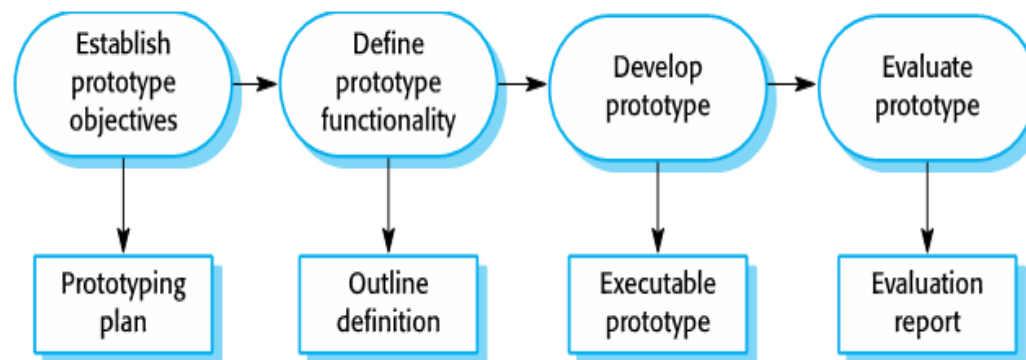 Establish
prototype
objectives
Define
prototype
functionality
Develop
prototype
Evaluate
prototype
Prototyping
plan
Outline
definition
Executable
prototype
Evaluation
report